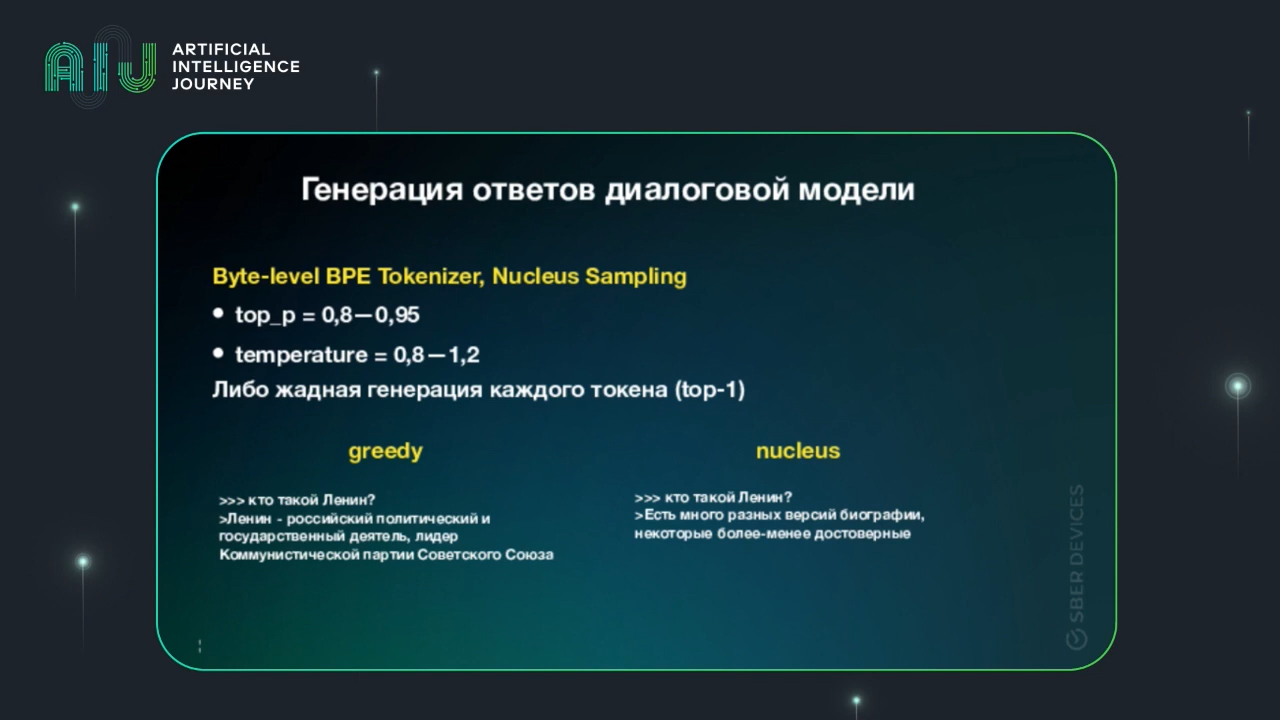 ARTIFICIAL
INTELLIGENCE
JOURNEY
Генерация ответов диалоговой модели
Byte-level BPE Tokenizer, Nucleus Sampling
• top_p = 0,8—0,95
• temperature = 0,8—1,2
Либо жадная генерация каждого токена (top-1)
greedy
>>> кто такой Ленин?
>Ленин - российский политический и
государственный деятель, лидер
Коммунистической партии Советского Союза
nucleus
>>> кто такой Ленин?
>Есть много разных версий биографии,
некоторые более-менее достоверные
SBER DEVICES